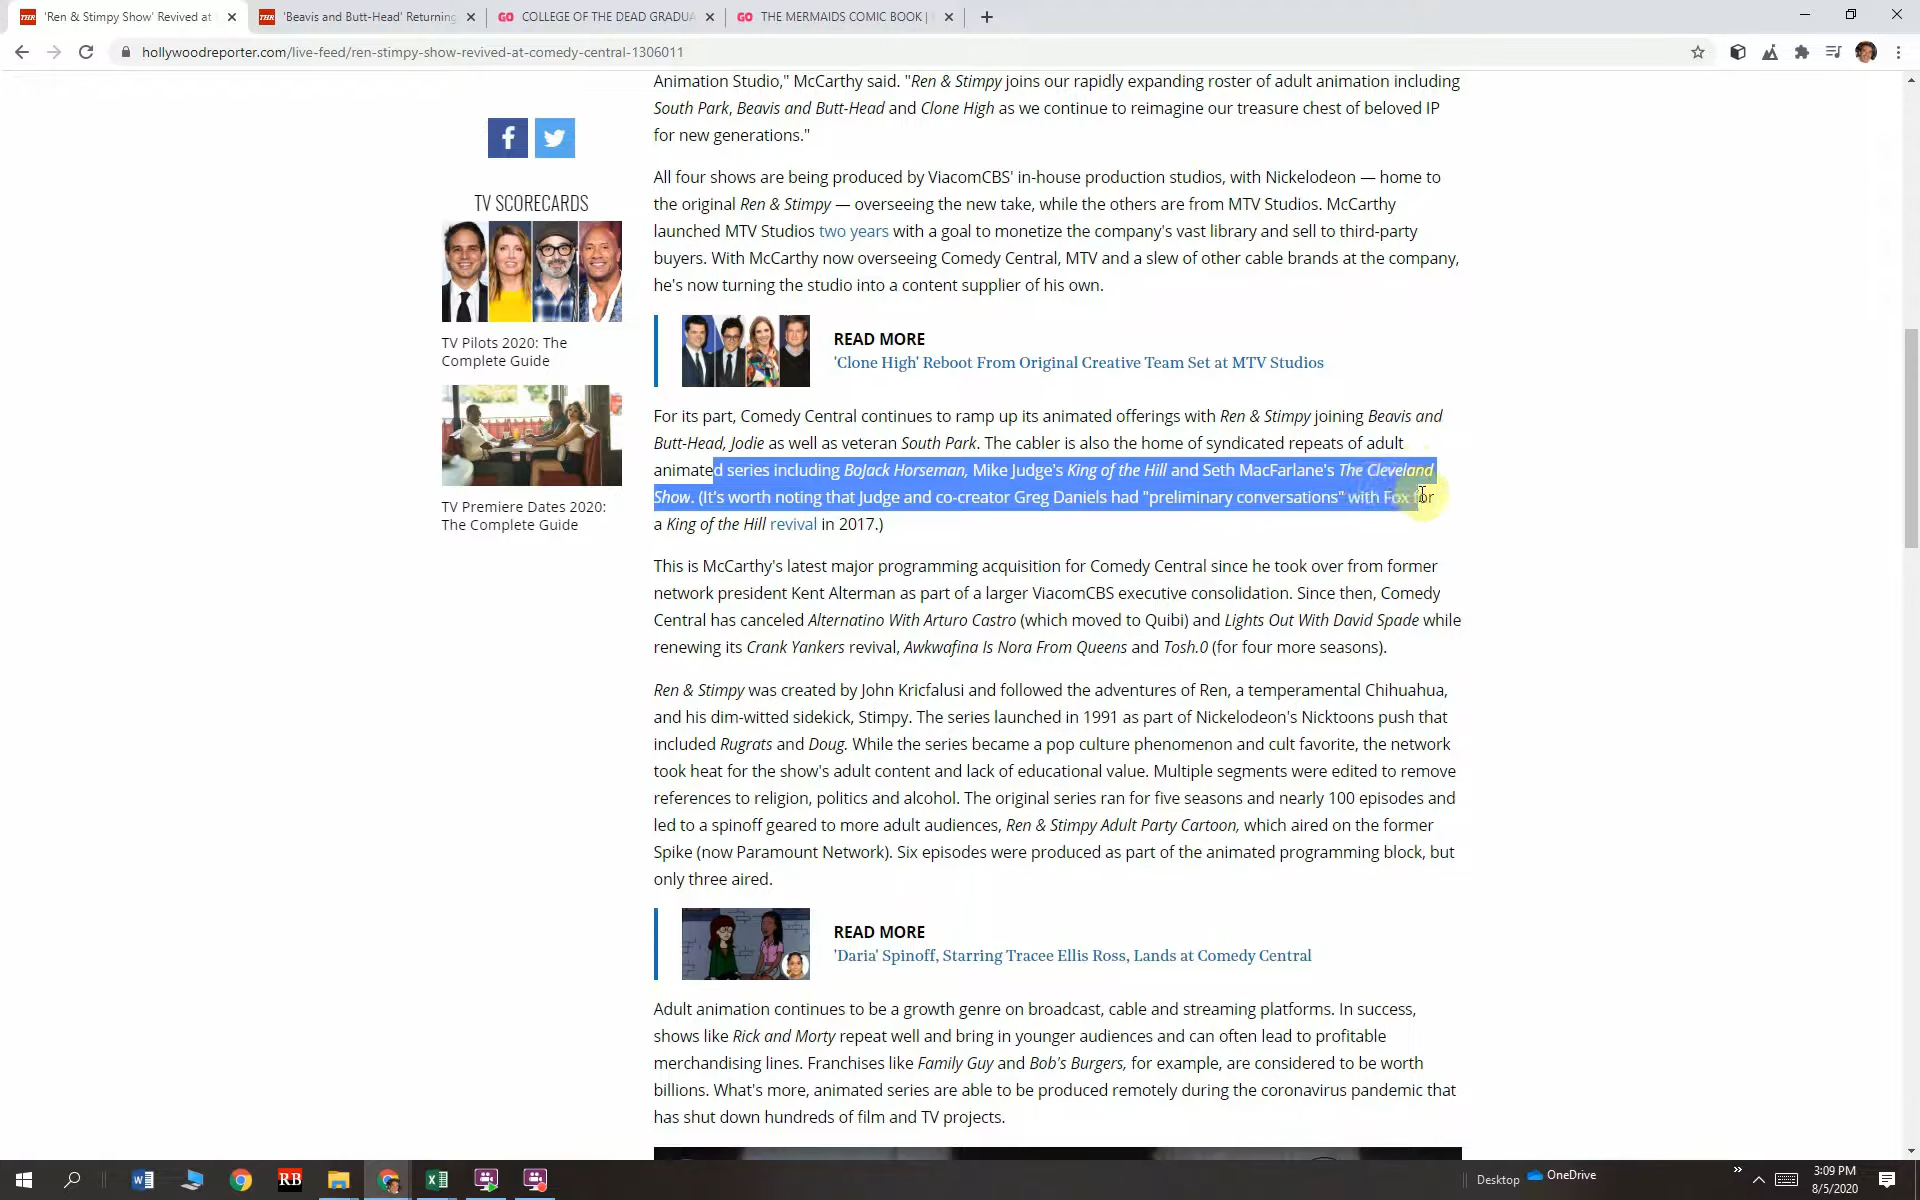 'Ren & Stimpy Show' Revived at
'Beavis and Butt-Head' Returning
GO COLLEGE OF THE DEAD GRADUA
GO THE MERMAIDS COMIC BOOK |
hollywoodreporter.com/live-feed/ren-stimpy-show-revived-at-comedy-central-1306011
Animation Studio," McCarthy said. "Ren & Stimpy joins our rapidly expanding roster of adult animation including
South Park, Beavis and Butt-Head and Clone High as we continue to reimagine our treasure chest of beloved IP
for new generations."
TV SCORECARDS
TV Pilots 2020: The
Complete Guide
TV Premiere Dates 2020:
The Complete Guide
All four shows are being produced by ViacomCBS' in-house production studios, with Nickelodeon — home to
the original Ren & Stimpy — overseeing the new take, while the others are from MTV Studios. McCarthy
launched MTV Studios two years with a goal to monetize the company's vast library and sell to third-party
buyers. With McCarthy now overseeing Comedy Central, MTV and a slew of other cable brands at the company,
he's now turning the studio into a content supplier of his own.
READ MORE
'Clone High' Reboot From Original Creative Team Set at MTV Studios
For its part, Comedy Central continues to ramp up its animated offerings with Ren & Stimpy joining Beavis and
Butt-Head, Jodie as well as veteran South Park. The cabler is also the home of syndicated repeats of adult
animated series including BoJack Horseman, Mike Judge's King of the Hill and Seth MacFarlane's The Cleveland
Show. (It's worth noting that Judge and co-creator Greg Daniels had "preliminary conversations" with Fox for
a King of the Hill revival in 2017.)
This is McCarthy's latest major programming acquisition for Comedy Central since he took over from former
network president Kent Alterman as part of a larger ViacomCBS executive consolidation. Since then, Comedy
Central has canceled Alternatino With Arturo Castro (which moved to Quibi) and Lights Out With David Spade while
renewing its Crank Yankers revival, Awkwafina Is Nora From Queens and Tosh.0 (for four more seasons).
Ren & Stimpy was created by John Kricfalusi and followed the adventures of Ren, a temperamental Chihuahua,
and his dim-witted sidekick, Stimpy. The series launched in 1991 as part of Nickelodeon's Nicktoons push that
included Rugrats and Doug. While the series became a pop culture phenomenon and cult favorite, the network
took heat for the show's adult content and lack of educational value. Multiple segments were edited to remove
references to religion, politics and alcohol. The original series ran for five seasons and nearly 100 episodes and
led to a spinoff geared to more adult audiences, Ren & Stimpy Adult Party Cartoon, which aired on the former
Spike (now Paramount Network). Six episodes were produced as part of the animated programming block, but
only three aired.
READ MORE
'Daria' Spinoff, Starring Tracee Ellis Ross, Lands at Comedy Central
Adult animation continues to be a growth genre on broadcast, cable and streaming platforms. In success,
shows like Rick and Morty repeat well and bring in younger audiences and can often lead to profitable
merchandising lines. Franchises like Family Guy and Bob's Burgers, for example, are considered to be worth
billions. What's more, animated series are able to be produced remotely during the coronavirus pandemic that
has shut down hundreds of film and TV projects.
RB
Desktop
OneDrive
3:09 PM
8/5/2020